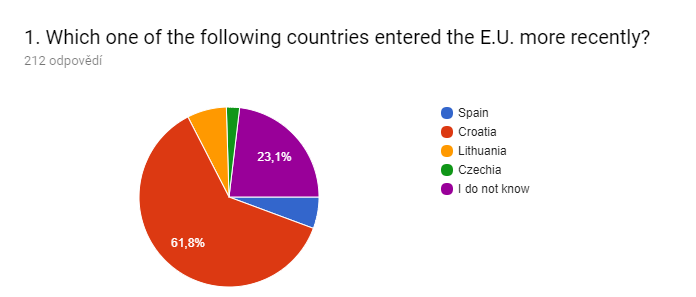 1. Which one of the following countries entered the E.U. more recently?
212 odpovědí
Spain
Croatia
Lithuania
Czechia
I do not know
23,1%
61,8%